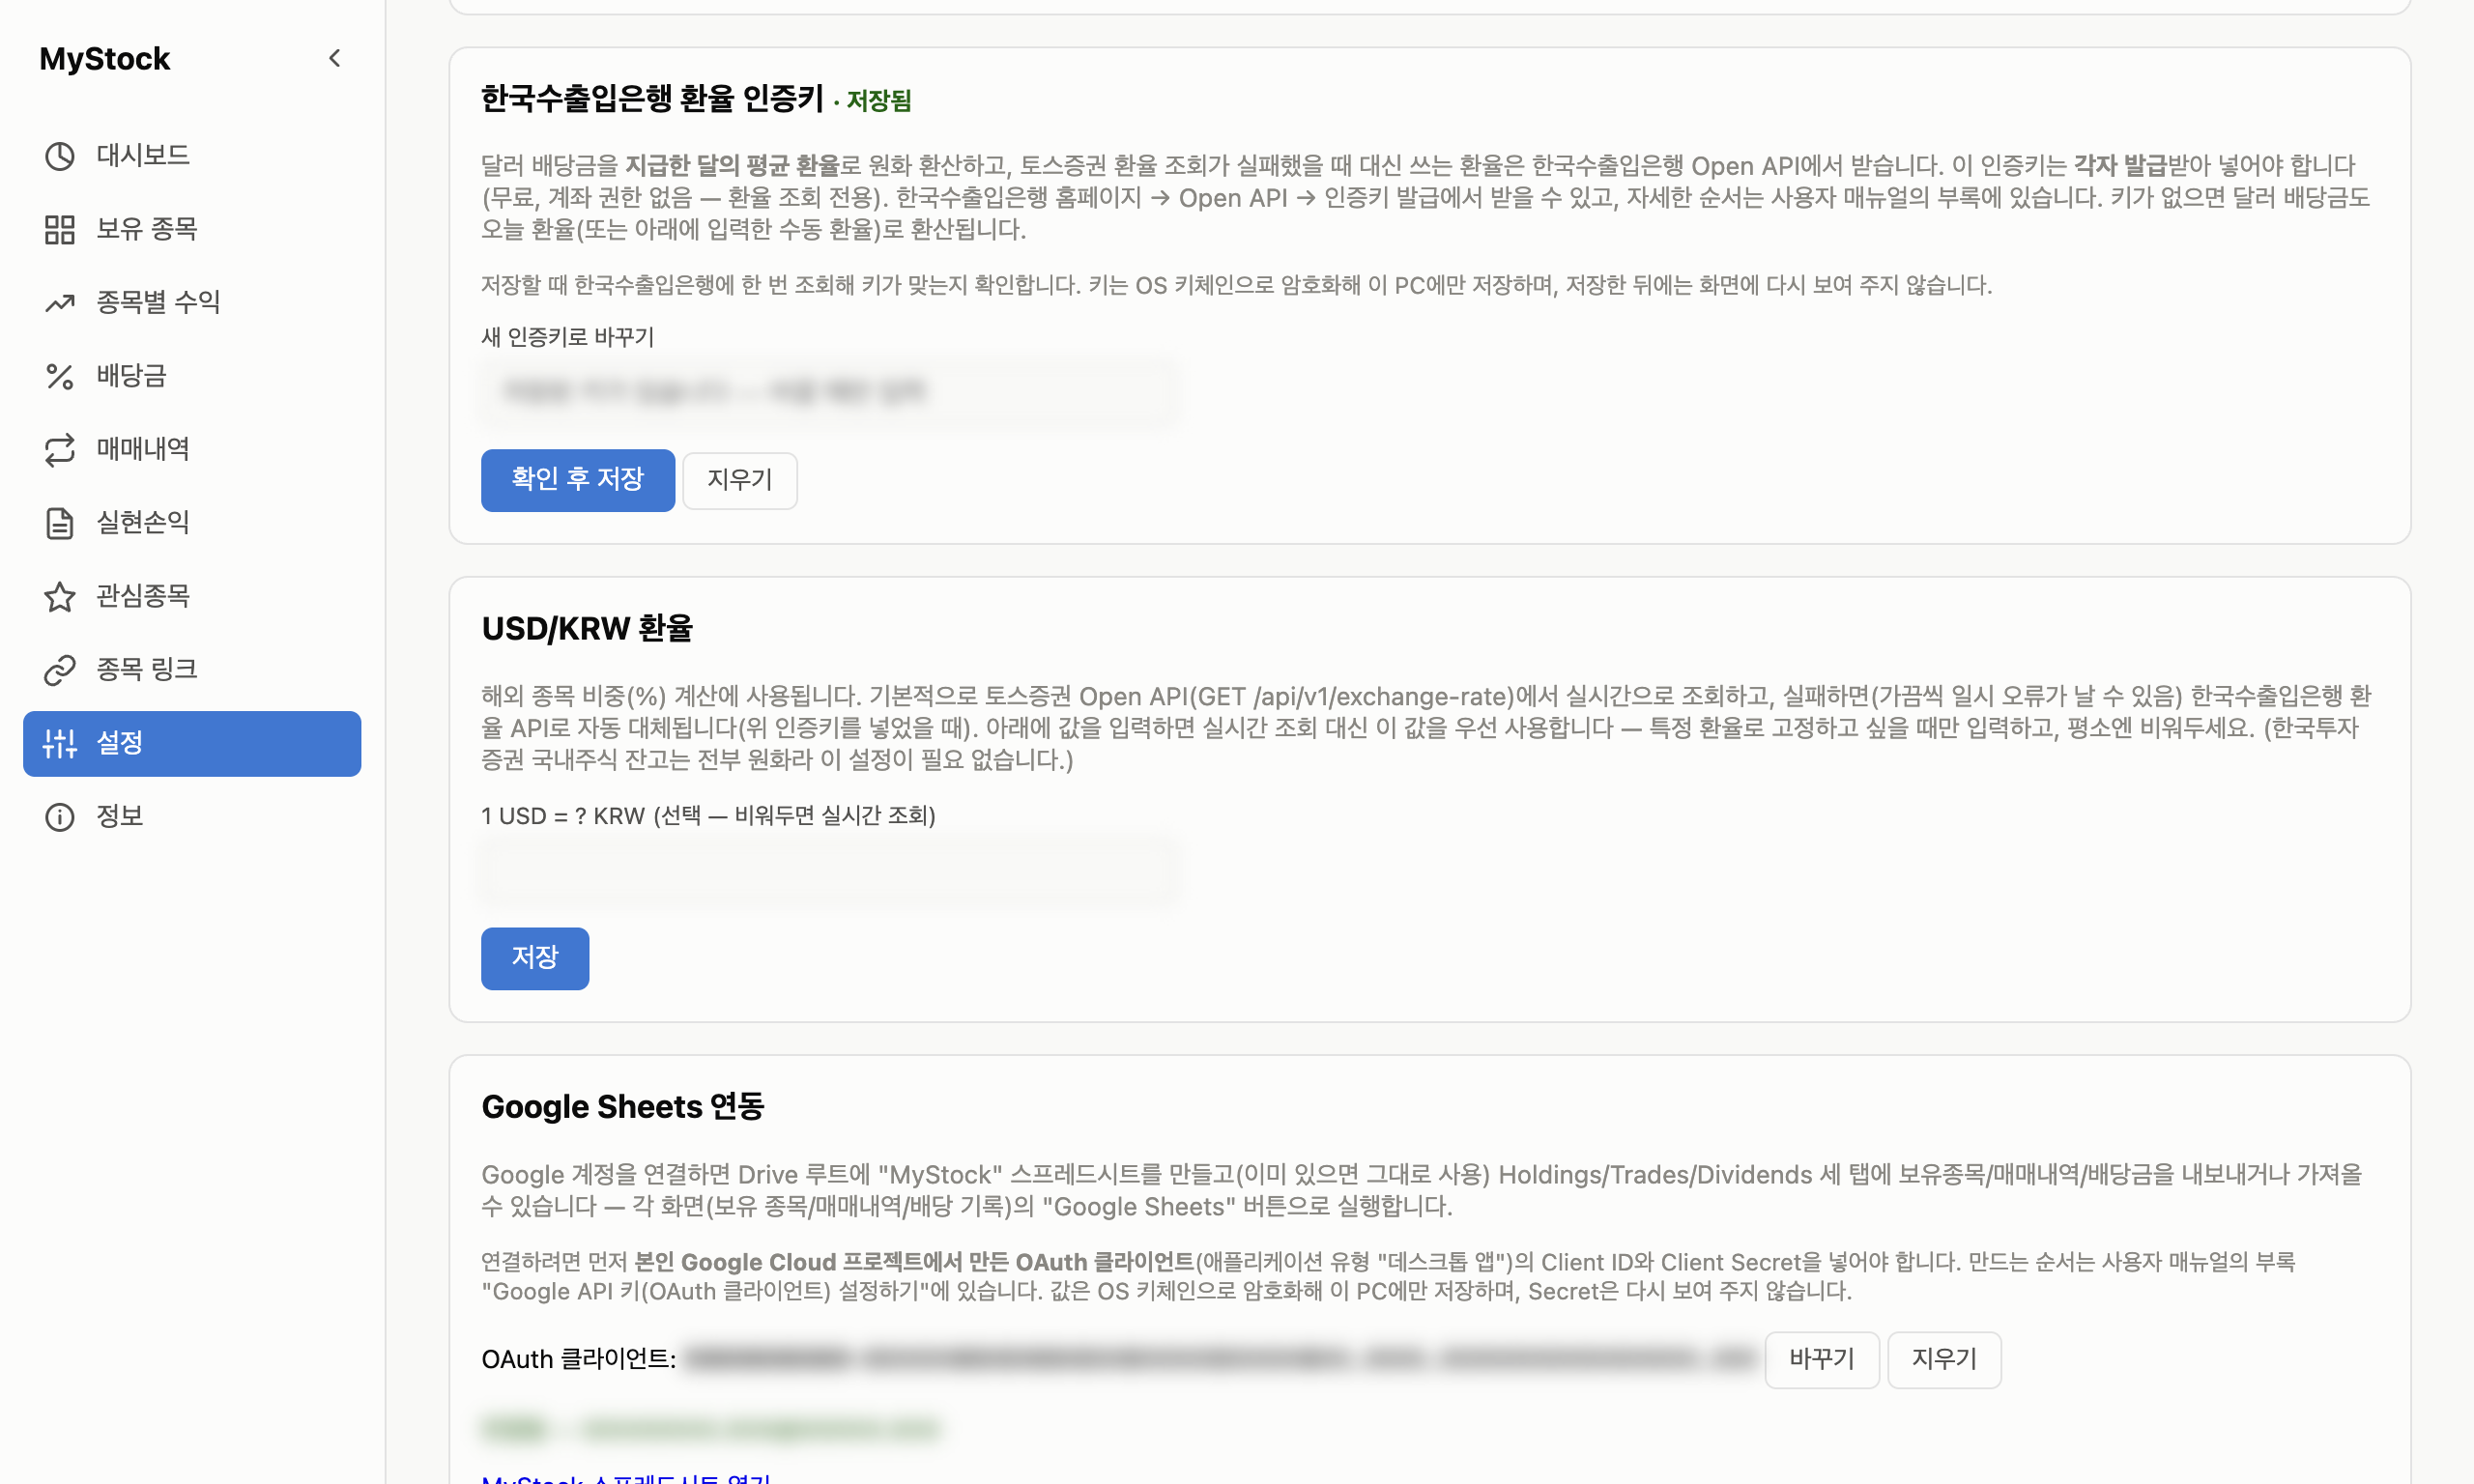 MyStock
대시보드
보유 종목
종목별 수익
배당금
매매내역
실현손익
관심종목
종목 링크
설정
정보
한국수출입은행 환율 인증키 · 저장됨
달러 배당금을 지급한 달의 평균 환율로 원화 환산하고, 토스증권 환율 조회가 실패했을 때 대신 쓰는 환율은 한국수출입은행 Open API에서 받습니다. 이 인증키는 각자 발급받아 넣어야 합니다
(무료, 계좌 권한 없음 — 환율 조회 전용). 한국수출입은행 홈페이지 → Open API → 인증키 발급에서 받을 수 있고, 자세한 순서는 사용자 매뉴얼의 부록에 있습니다. 키가 없으면 달러 배당금도
오늘 환율(또는 아래에 입력한 수동 환율)로 환산됩니다.
저장할 때 한국수출입은행에 한 번 조회해 키가 맞는지 확인합니다. 키는 OS 키체인으로 암호화해 이 PC에만 저장하며, 저장한 뒤에는 화면에 다시 보여 주지 않습니다.
새 인증키로 바꾸기
확인 후 저장 지우기
USD/KRW 환율
해외 종목 비중(%) 계산에 사용됩니다. 기본적으로 토스증권 Open API(GET /api/v1/exchange-rate)에서 실시간으로 조회하고, 실패하면(가끔씩 일시 오류가 날 수 있음) 한국수출입은행 환
율 API로 자동 대체됩니다(위 인증키를 넣었을 때). 아래에 값을 입력하면 실시간 조회 대신 이 값을 우선 사용합니다 — 특정 환율로 고정하고 싶을 때만 입력하고, 평소엔 비워두세요. (한국투자
증권 국내주식 잔고는 전부 원화라 이 설정이 필요 없습니다.)
1 USD = ? KRW (선택 — 비워두면 실시간 조회)
저장
Google Sheets 연동
Google 계정을 연결하면 Drive 루트에 "MyStock" 스프레드시트를 만들고(이미 있으면 그대로 사용) Holdings/Trades/Dividends 세 탭에 보유종목/매매내역/배당금을 내보내거나 가져올
수 있습니다 — 각 화면(보유 종목/매매내역/배당 기록)의 "Google Sheets" 버튼으로 실행합니다.
연결하려면 먼저 본인 Google Cloud 프로젝트에서 만든 OAuth 클라이언트(애플리케이션 유형 "데스크톱 앱")의 Client ID와 Client Secret을 넣어야 합니다. 만드는 순서는 사용자 매뉴얼의 부록
"Google API 키(OAuth 클라이언트) 설정하기"에 있습니다. 값은 OS 키체인으로 암호화해 이 PC에만 저장하며, Secret은 다시 보여 주지 않습니다.
OAuth 클라이언트: 바꾸기 지우기
MyStock 스프레드시트 열기